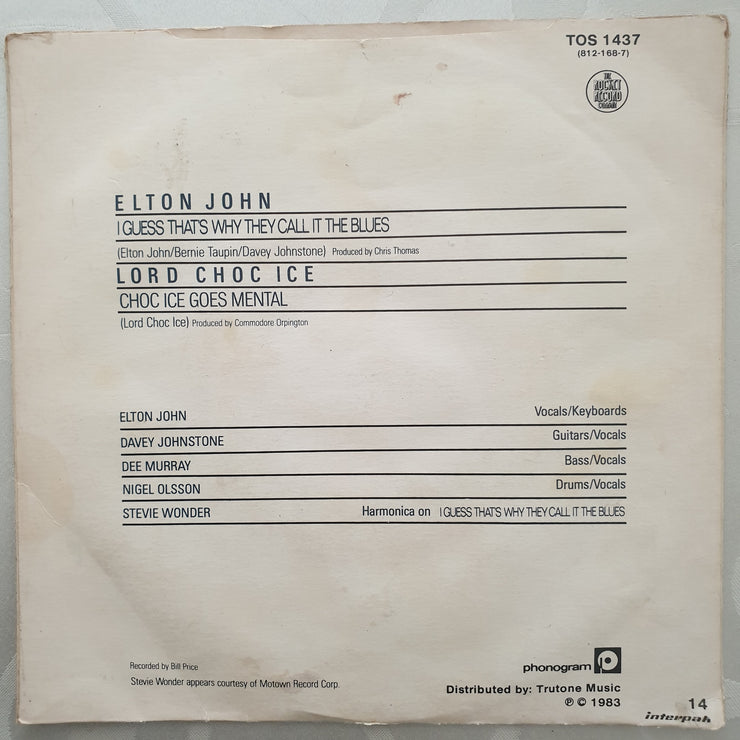 TOS 1437
(812-168-7)
THE
ROCKET
RECORD
COMPANY
ELTON JOHN
I GUESS THAT'S WHY THEY CALL IT THE BLUES
(Elton John/Bernie Taupin/Davey Johnstone) Produced by Chris Thomas
LORD CHOC ICE
CHOC ICE GOES MENTAL
(Lord Choc Ice) Produced by Commodore Orpington
ELTON JOHN Vocals/Keyboards
DAVEY JOHNSTONE Guitars/Vocals
DEE MURRAY Bass/Vocals
NIGEL OLSSON Drums/Vocals
STEVIE WONDER Harmonica on I GUESS THAT'S WHY THEY CALL IT THE BLUES
Recorded by Bill Price
Stevie Wonder appears courtesy of Motown Record Corp.
phonogram
Distributed by: Trutone Music
℗ © 1983
14
interpak